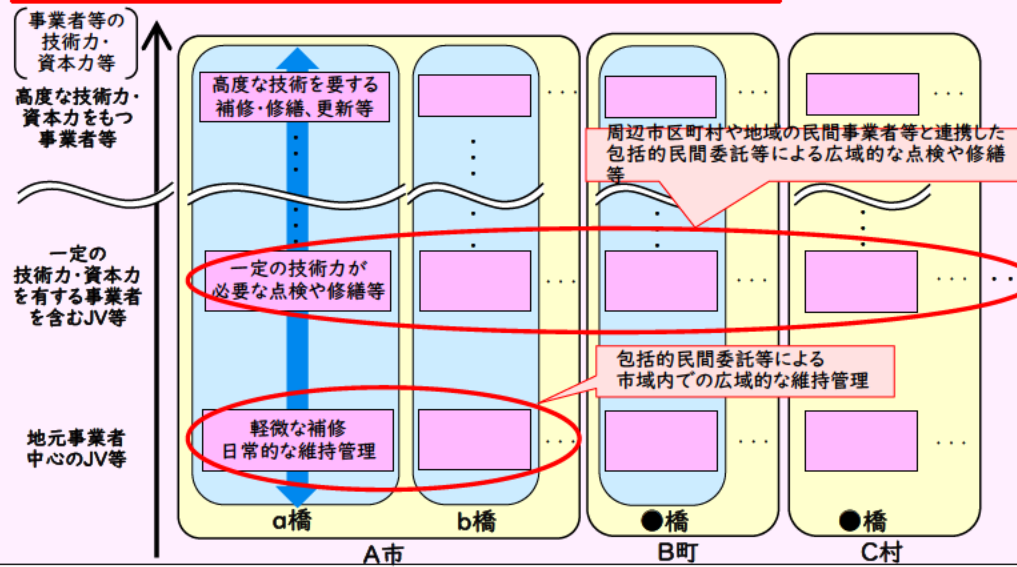 事業者等の
技術力・
資本力等
高度な技術力・
資本力をもつ
事業者等
高度な技術を要する
補修・修繕、更新等
・・・
・・・
・・・
周辺市区町村や地域の民間事業者等と連携した
包括的民間委託等による広域的な点検や修繕
等
一定の
技術力・資本力
を有する事業者
を含むJV等
一定の技術力が
必要な点検や修繕等
・・・
・・・
・・・
・・
包括的民間委託等による
市域内での広域的な維持管理
地元事業者
中心のJV等
軽微な補修
日常的な維持管理
・・・
・・・
・・・
a橋
b橋
●橋
●橋
A市
B町
C村